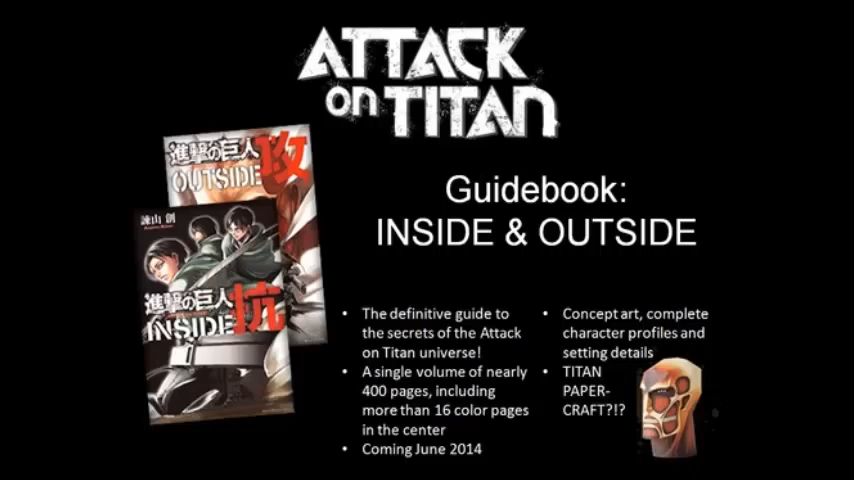 ATTACK
on TITAN
進撃の巨人 攻
OUTSIDE
諫山 創
進撃の巨人 抗
INSIDE
Guidebook:
INSIDE & OUTSIDE
• The definitive guide to
the secrets of the Attack
on Titan universe!
• A single volume of nearly
400 pages, including
more than 16 color pages
in the center
• Coming June 2014
• Concept art, complete
character profiles and
setting details
• TITAN
PAPER-
CRAFT?!?